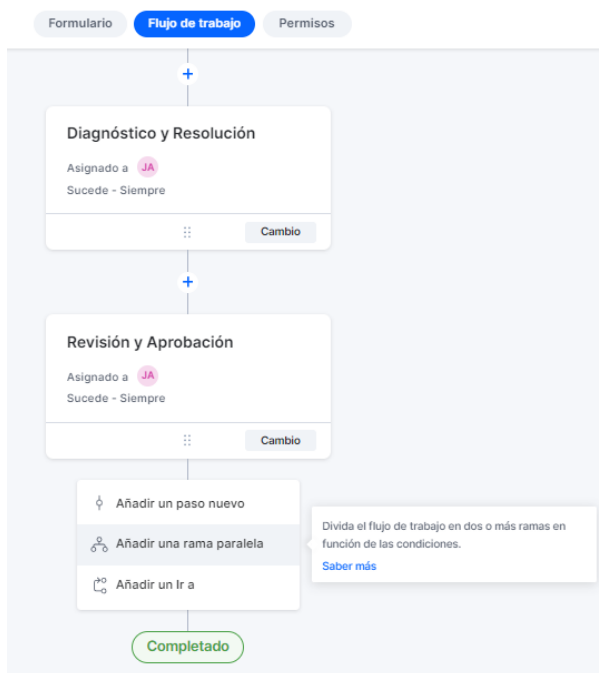 Formulario
Flujo de trabajo
Permisos
Diagnóstico y Resolución
Asignado a JA
Sucede - Siempre
Cambio
Revisión y Aprobación
Asignado a JA
Sucede - Siempre
Cambio
Añadir un paso nuevo
Añadir una rama paralela
Divida el flujo de trabajo en dos o más ramas en
función de las condiciones.
Saber más
Añadir un Ir a
Completado